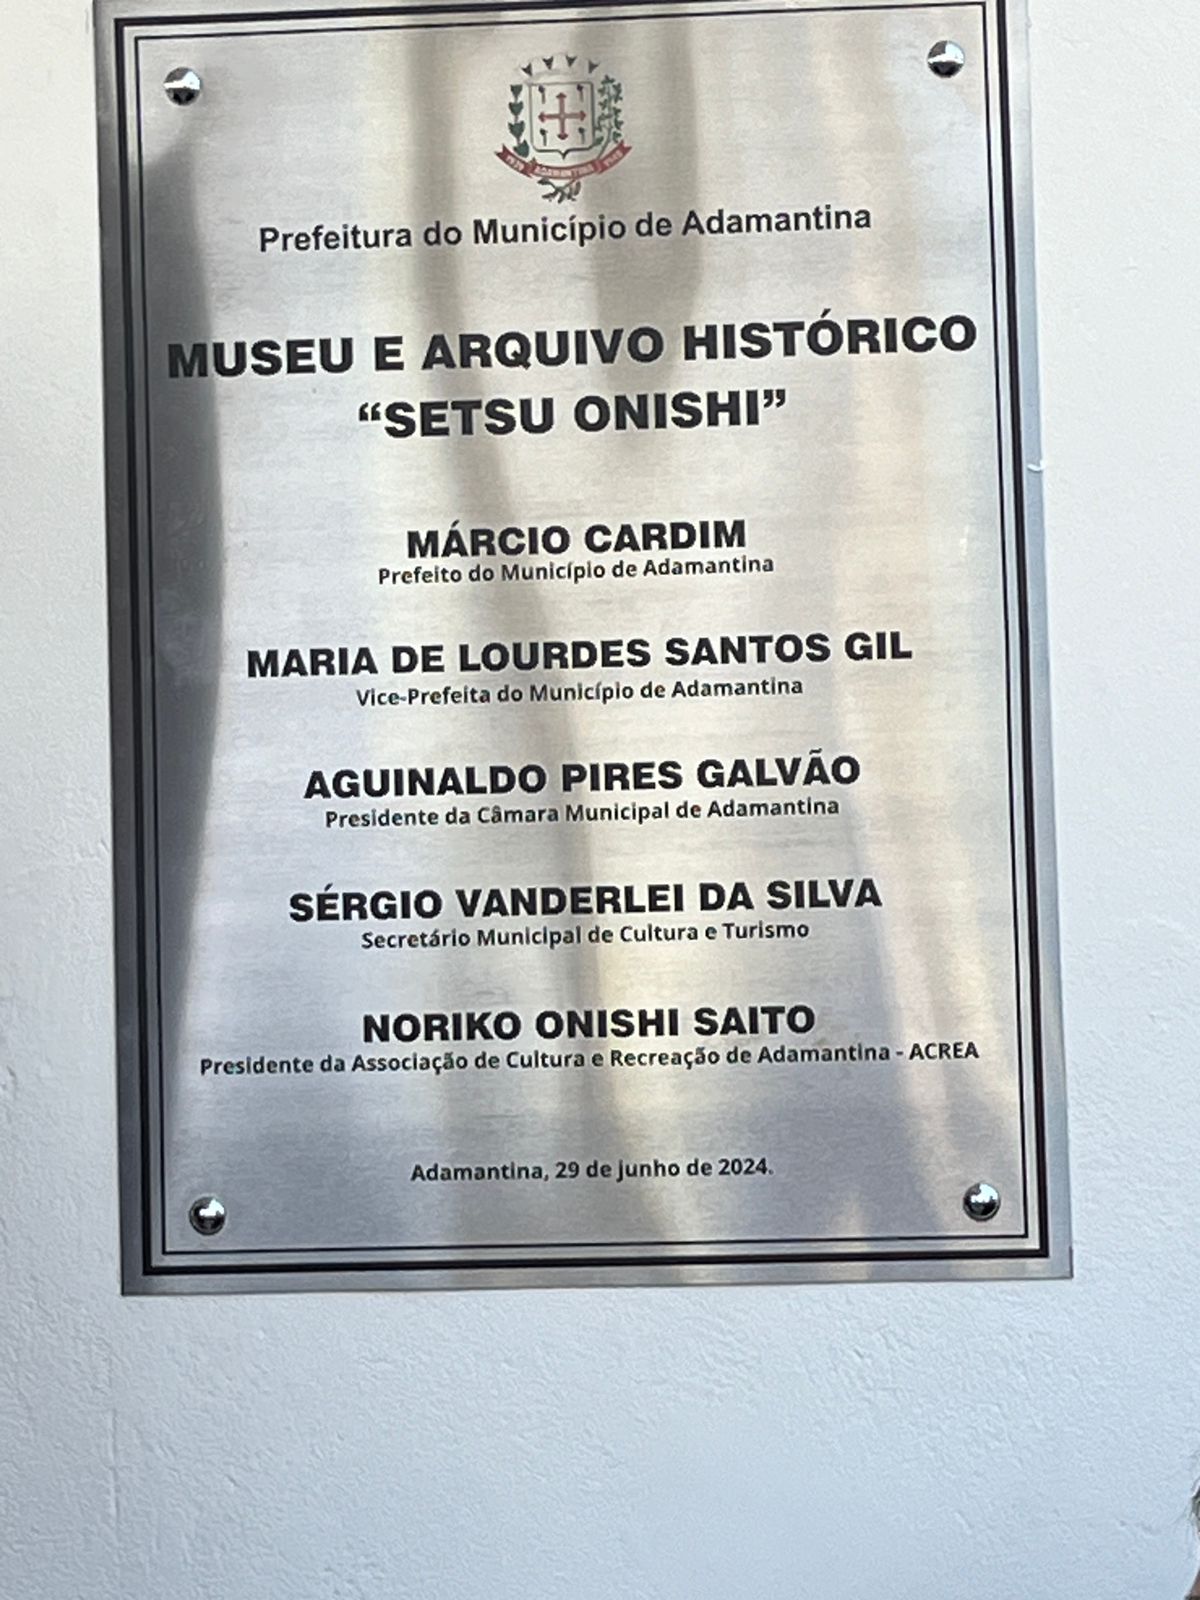 1939 ADAMANTINA 1949
Prefeitura do Município de Adamantina
MUSEU E ARQUIVO HISTÓRICO
“SETSU ONISHI”
MÁRCIO CARDIM
Prefeito do Município de Adamantina
MARIA DE LOURDES SANTOS GIL
Vice-Prefeita do Município de Adamantina
AGUINALDO PIRES GALVÃO
Presidente da Câmara Municipal de Adamantina
SÉRGIO VANDERLEI DA SILVA
Secretário Municipal de Cultura e Turismo
NORIKO ONISHI SAITO
Presidente da Associação de Cultura e Recreação de Adamantina - ACREA
Adamantina, 29 de junho de 2024.